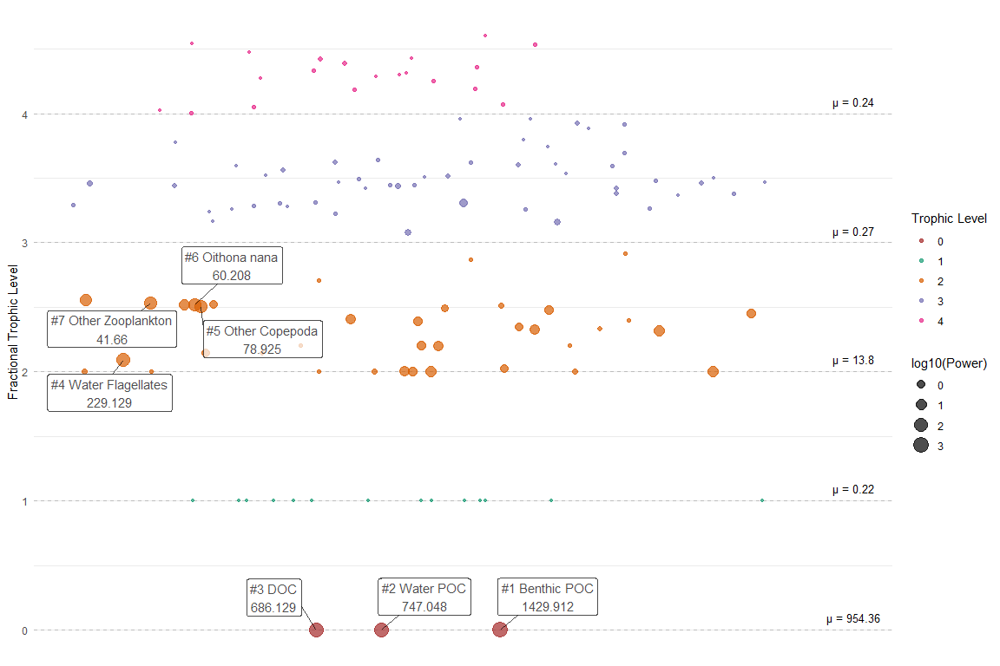 4
μ = 0.24
3
μ = 0.27
#6 Oithona nana
60.208
#7 Other Zooplankton
41.66
#5 Other Copepoda
78.925
2
μ = 13.8
#4 Water Flagellates
229.129
1
μ = 0.22
#3 DOC
686.129
#2 Water POC
747.048
#1 Benthic POC
1429.912
0
μ = 954.36
Fractional Trophic Level
Trophic Level
0
1
2
3
4
log10(Power)
0
1
2
3